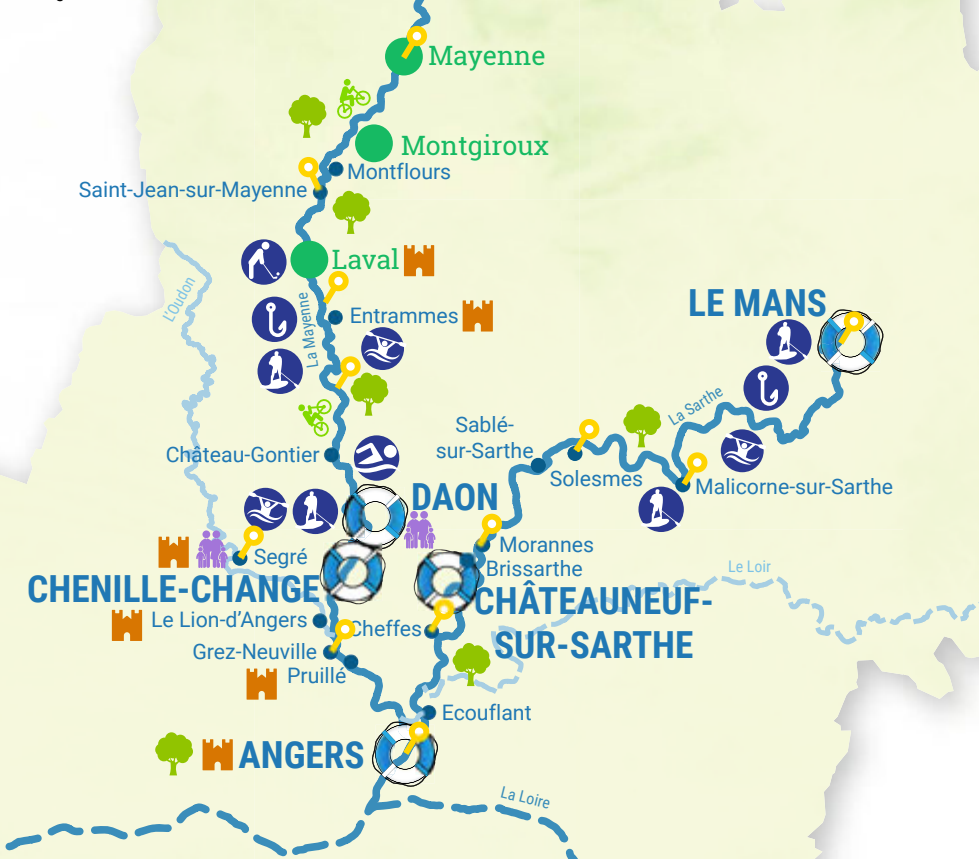 Mayenne
Montgiroux
Montflours
Saint-Jean-sur-Mayenne
Laval
L'Oudon
La Mayenne
Entrammes
LE MANS
La Sarthe
Sablé-
sur-Sarthe
Château-Gontier
Solesmes
Malicorne-sur-Sarthe
DAON
Morannes
Segré
Brissarthe
Le Loir
CHENILLE-CHANGE
CHÂTEAUNEUF-
SUR-SARTHE
Le Lion-d'Angers
Cheffes
Grez-Neuville
Pruillé
Ecouflant
ANGERS
La Loire